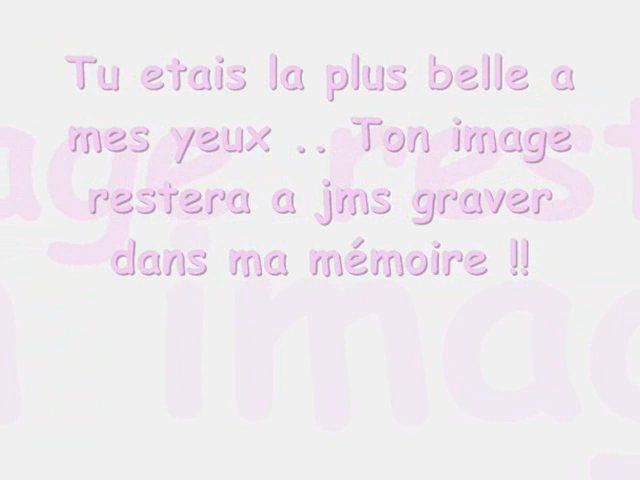 Tu etais la plus belle a
mes yeux .. Ton image
restera a jms graver
dans ma mémoire !!